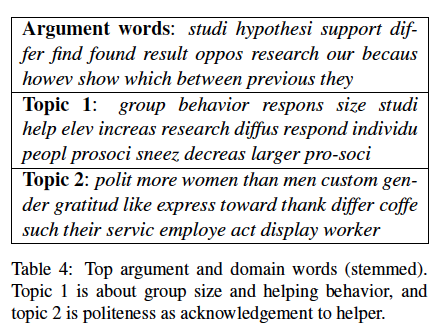 Argument words: studi hypothesi support dif-
fer find found result oppos research our becaus
howev show which between previous they
Topic 1: group behavior respons size studi
help elev increas research diffus respond individu
peopl prosoci sneez decreas larger pro-soci
Topic 2: polit more women than men custom gen-
der gratitud like express toward thank differ coffe
such their servic employe act display worker
Table 4: Top argument and domain words (stemmed).
Topic 1 is about group size and helping behavior, and
topic 2 is politeness as acknowledgement to helper.